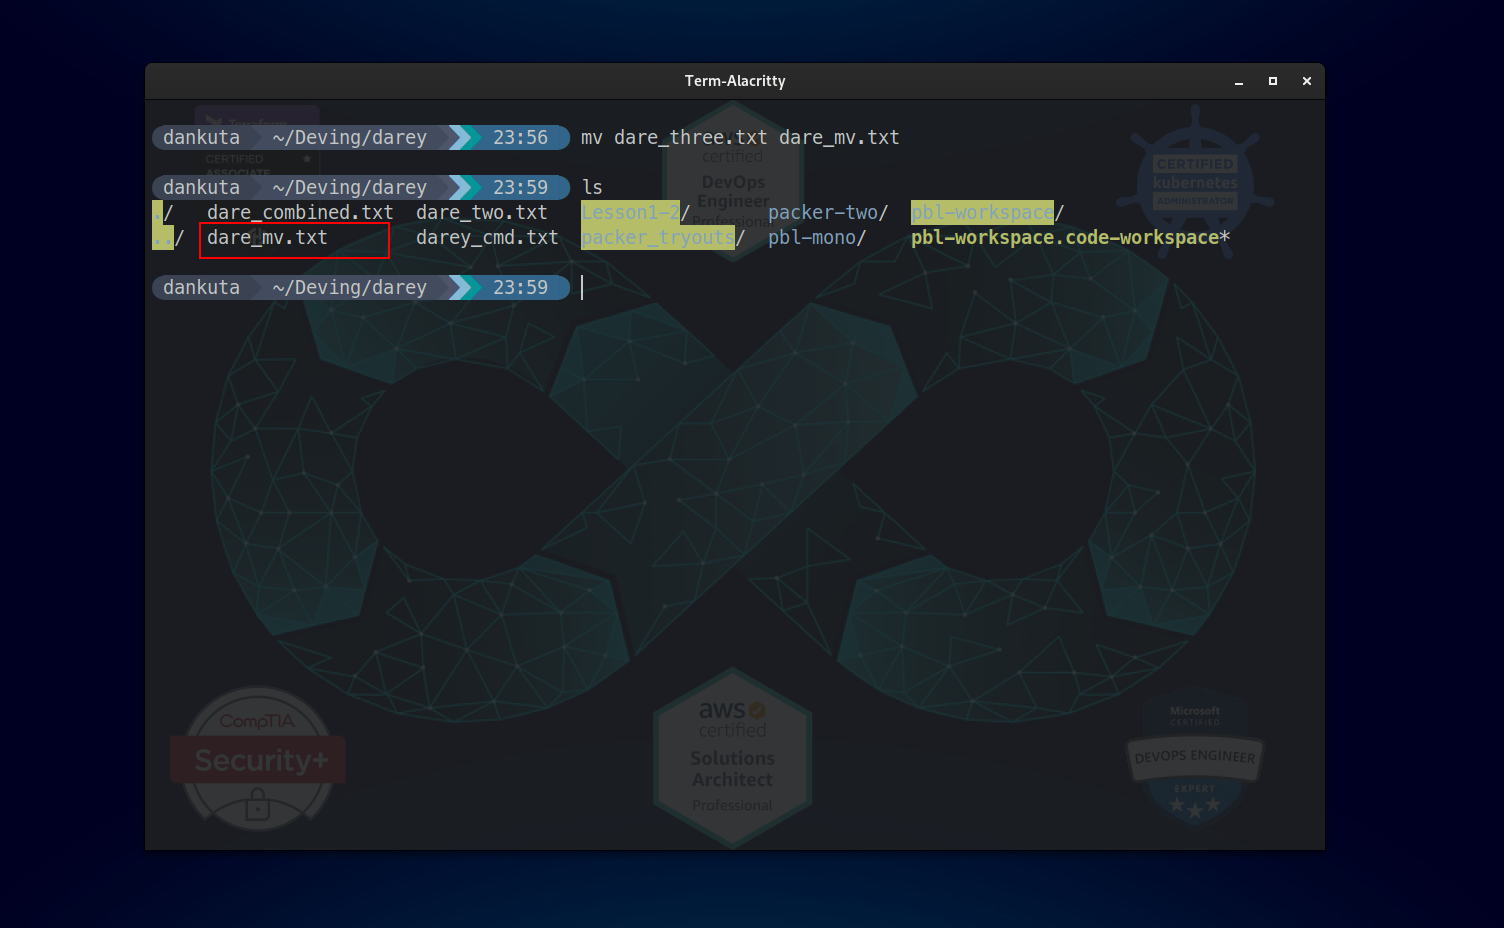 Term-Alacritty
Terraform
dankuta ~/Deving/darey 23:56 mv dare_three.txt dare_mv.txt
CERTIFIED
ASSOCIATE
aws
certified
DevOps
Engineer
Professional
CERTIFIED
kubernetes
ADMINISTRATOR
dankuta ~/Deving/darey 23:59 ls
./ dare_combined.txt dare_two.txt Lesson1-2/ packer-two/ pbl-workspace/
../ dare_mv.txt darey_cmd.txt packer_tryouts/ pbl-mono/ pbl-workspace.code-workspace*
dankuta ~/Deving/darey 23:59
CompTIA
Security+
aws
certified
Solutions
Architect
Professional
Microsoft
CERTIFIED
DEVOPS ENGINEER
EXPERT